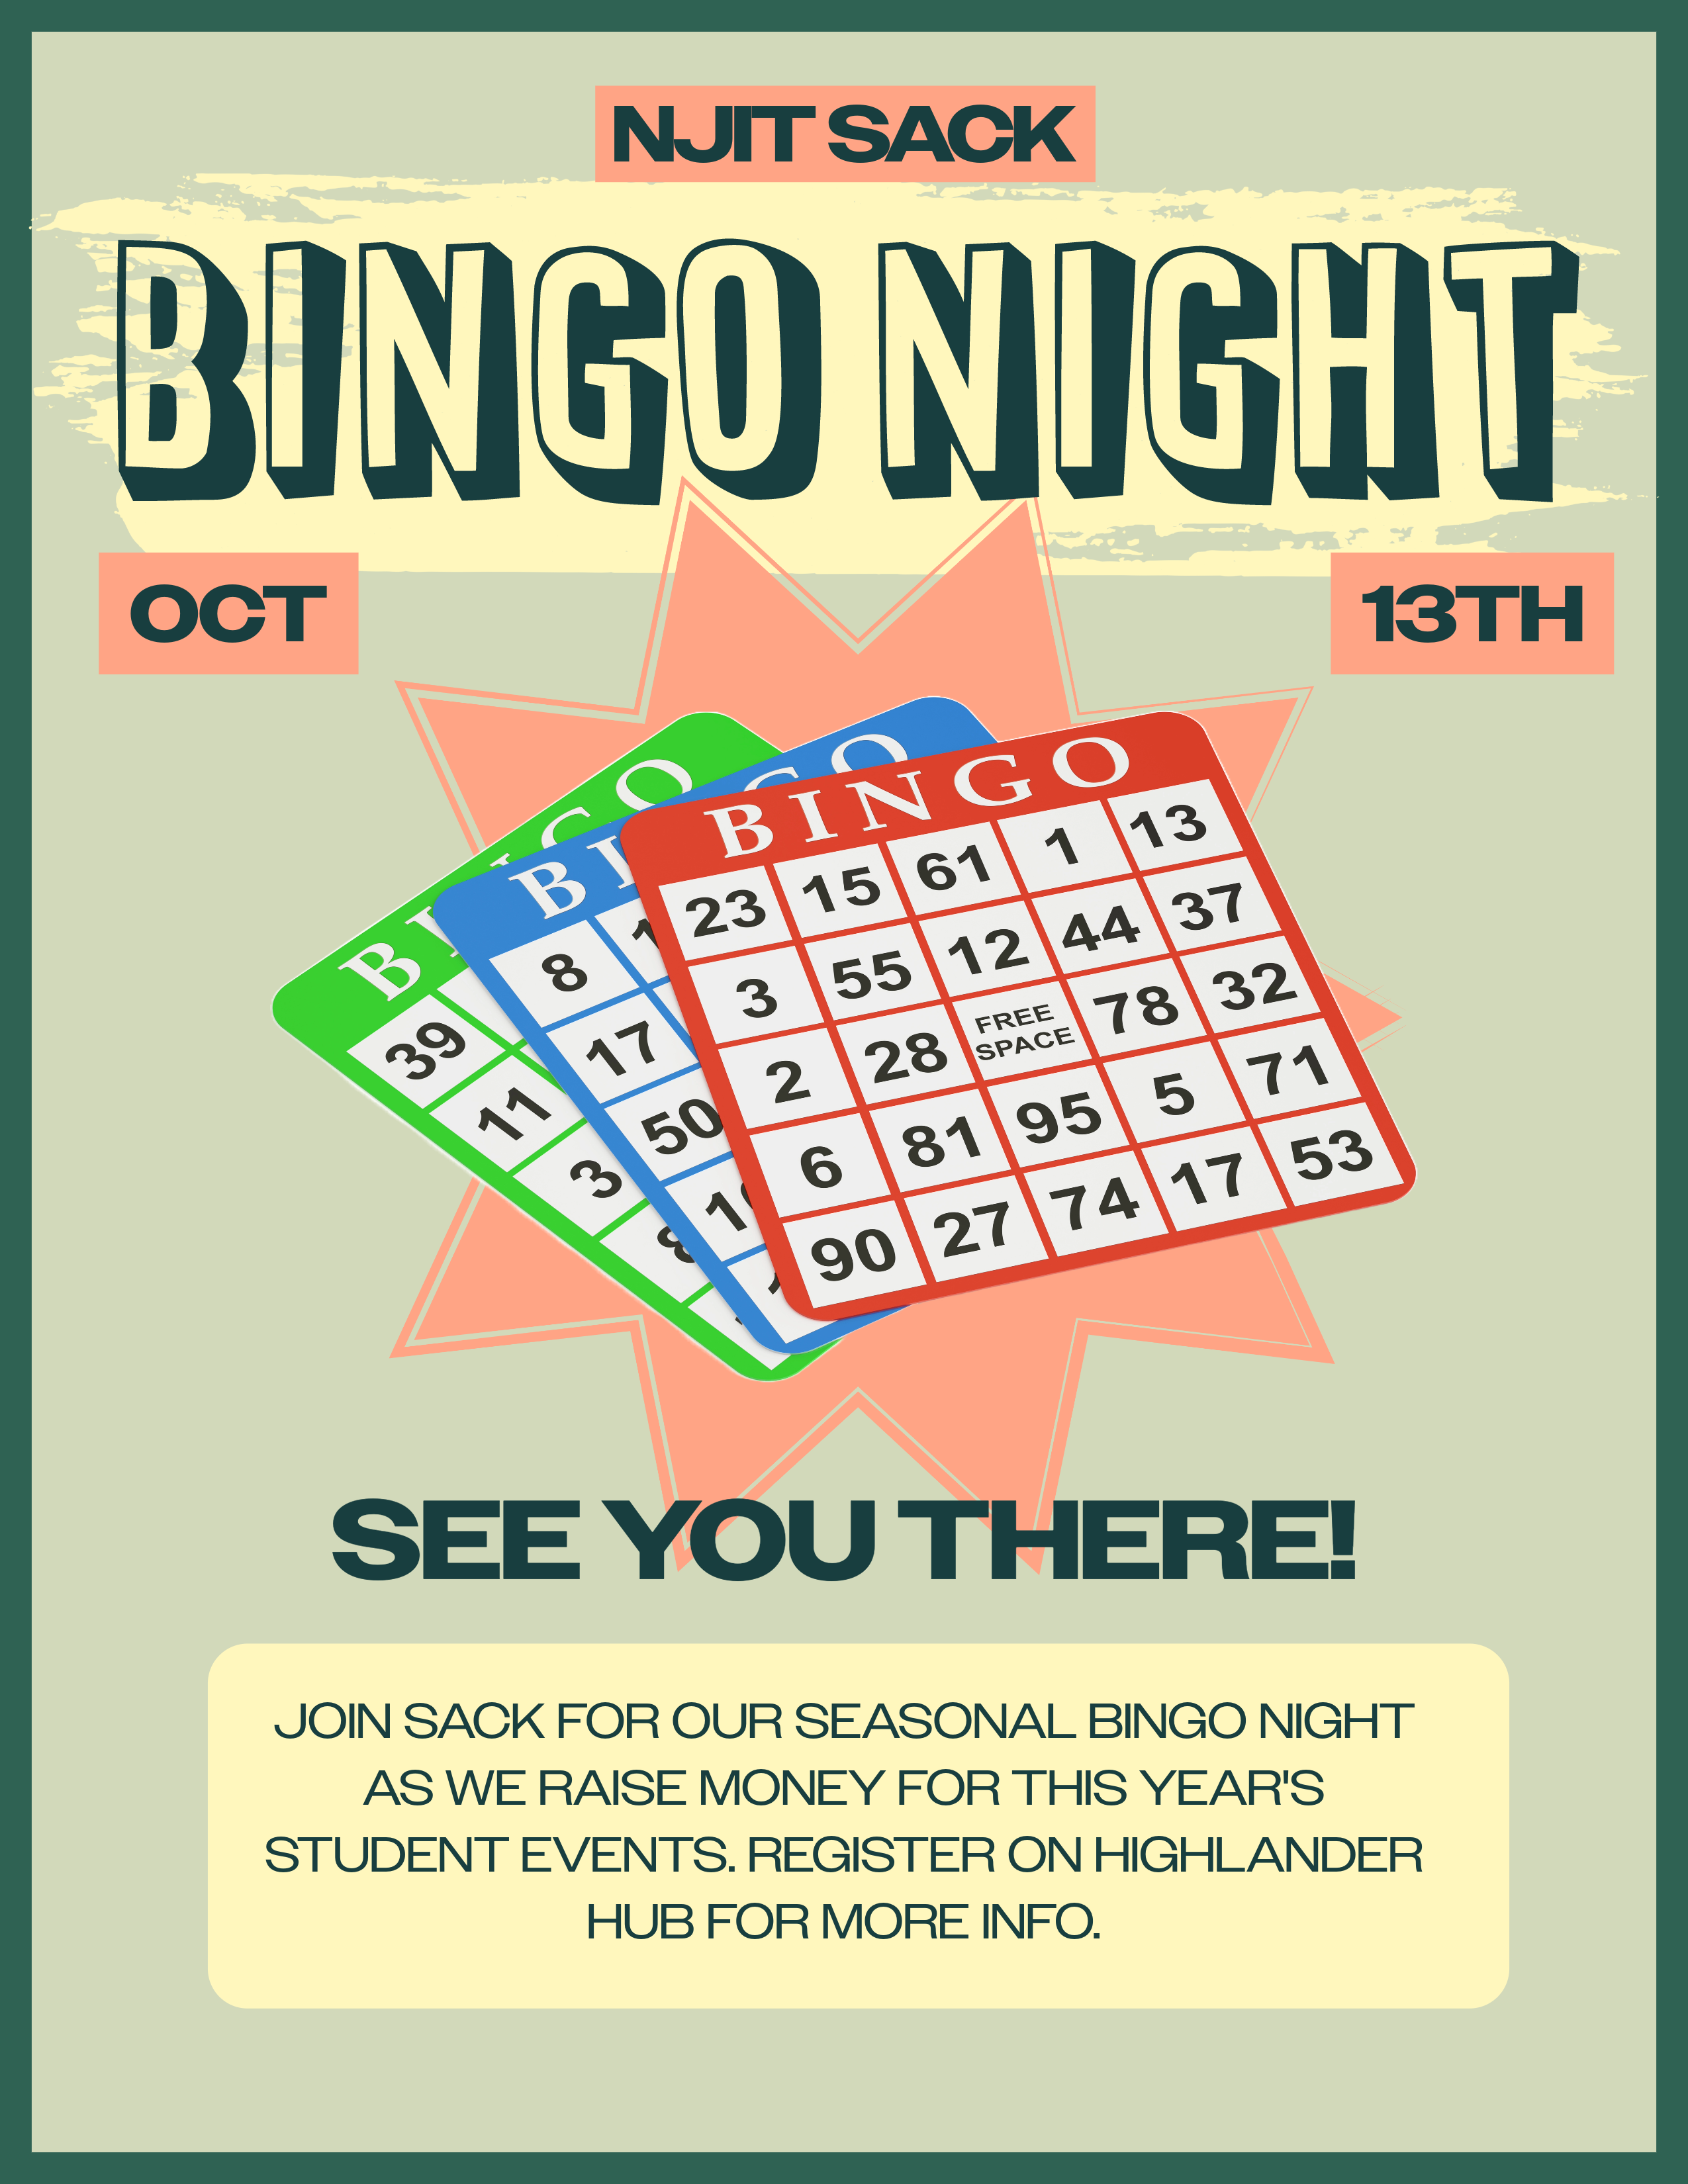 NJIT SACK
BINGO NIGHT
OCT
13TH
BINGO
39
11
3
BINGO
8
17
50
BINGO
23 15 61 1 13
3 55 12 44 37
2 28 FREE SPACE 78 32
6 81 95 5 71
90 27 74 17 53
SEE YOU THERE!
JOIN SACK FOR OUR SEASONAL BINGO NIGHT
AS WE RAISE MONEY FOR THIS YEAR'S
STUDENT EVENTS. REGISTER ON HIGHLANDER
HUB FOR MORE INFO.